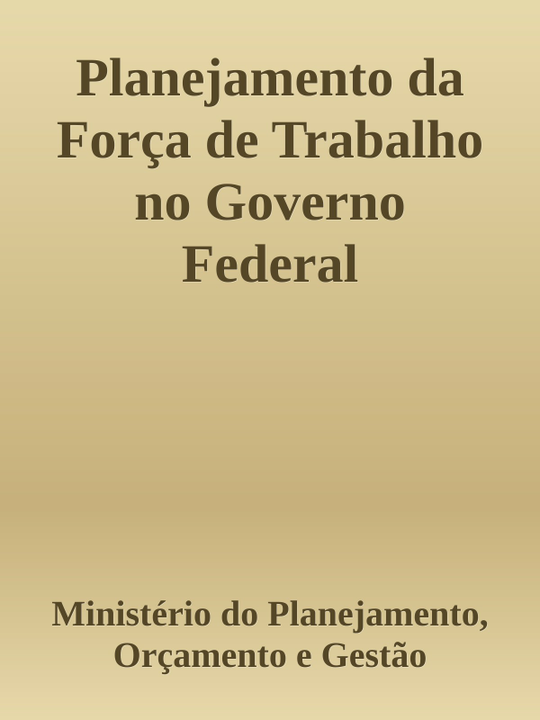 Planejamento da
Força de Trabalho
no Governo
Federal
Ministério do Planejamento,
Orçamento e Gestão